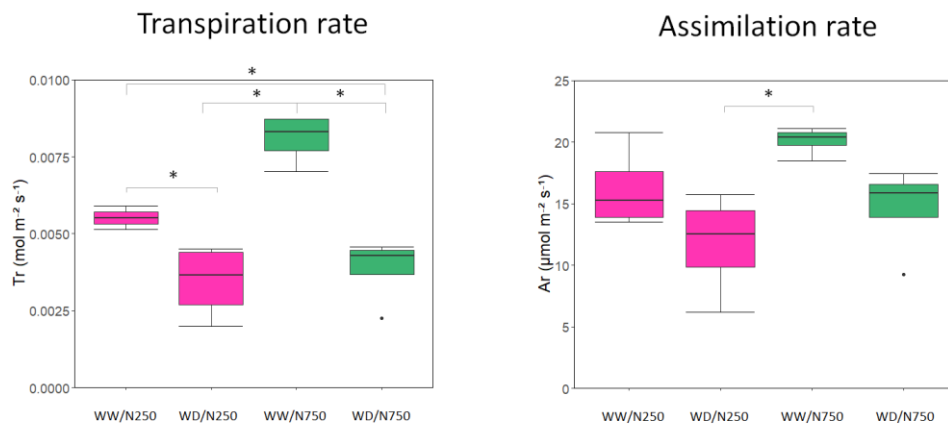 Transpiration rate
0.0100
0.0075
0.0050
0.0025
0.0000
Tr (mol m⁻² s⁻¹)
*
*
*
*
WW/N250 WD/N250 WW/N750 WD/N750
Assimilation rate
25
20
15
10
5
0
Ar (µmol m⁻² s⁻¹)
*
WW/N250 WD/N250 WW/N750 WD/N750